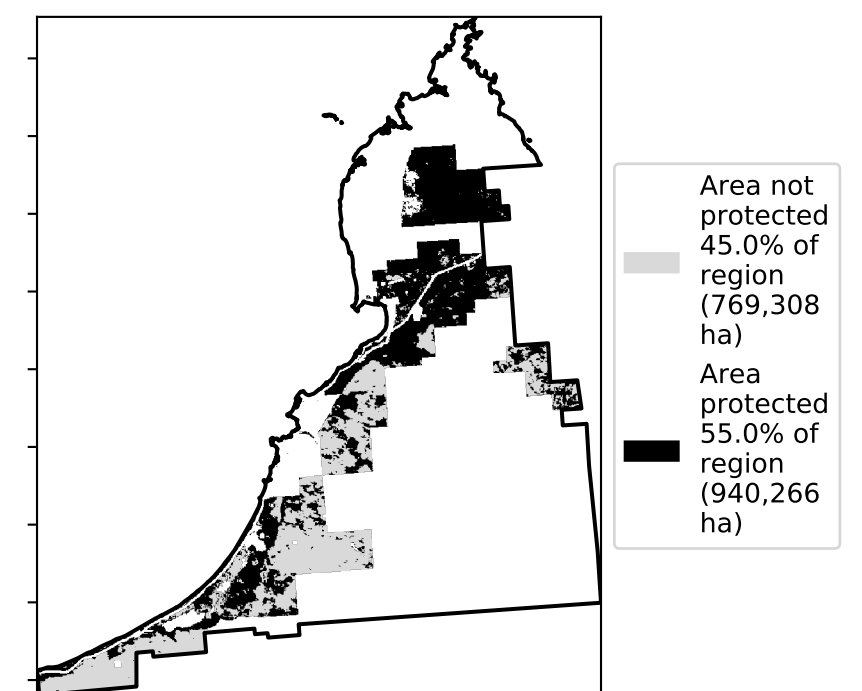 Area not
protected
45.0% of
region
(769,308
ha)
Area
protected
55.0% of
region
(940,266
ha)